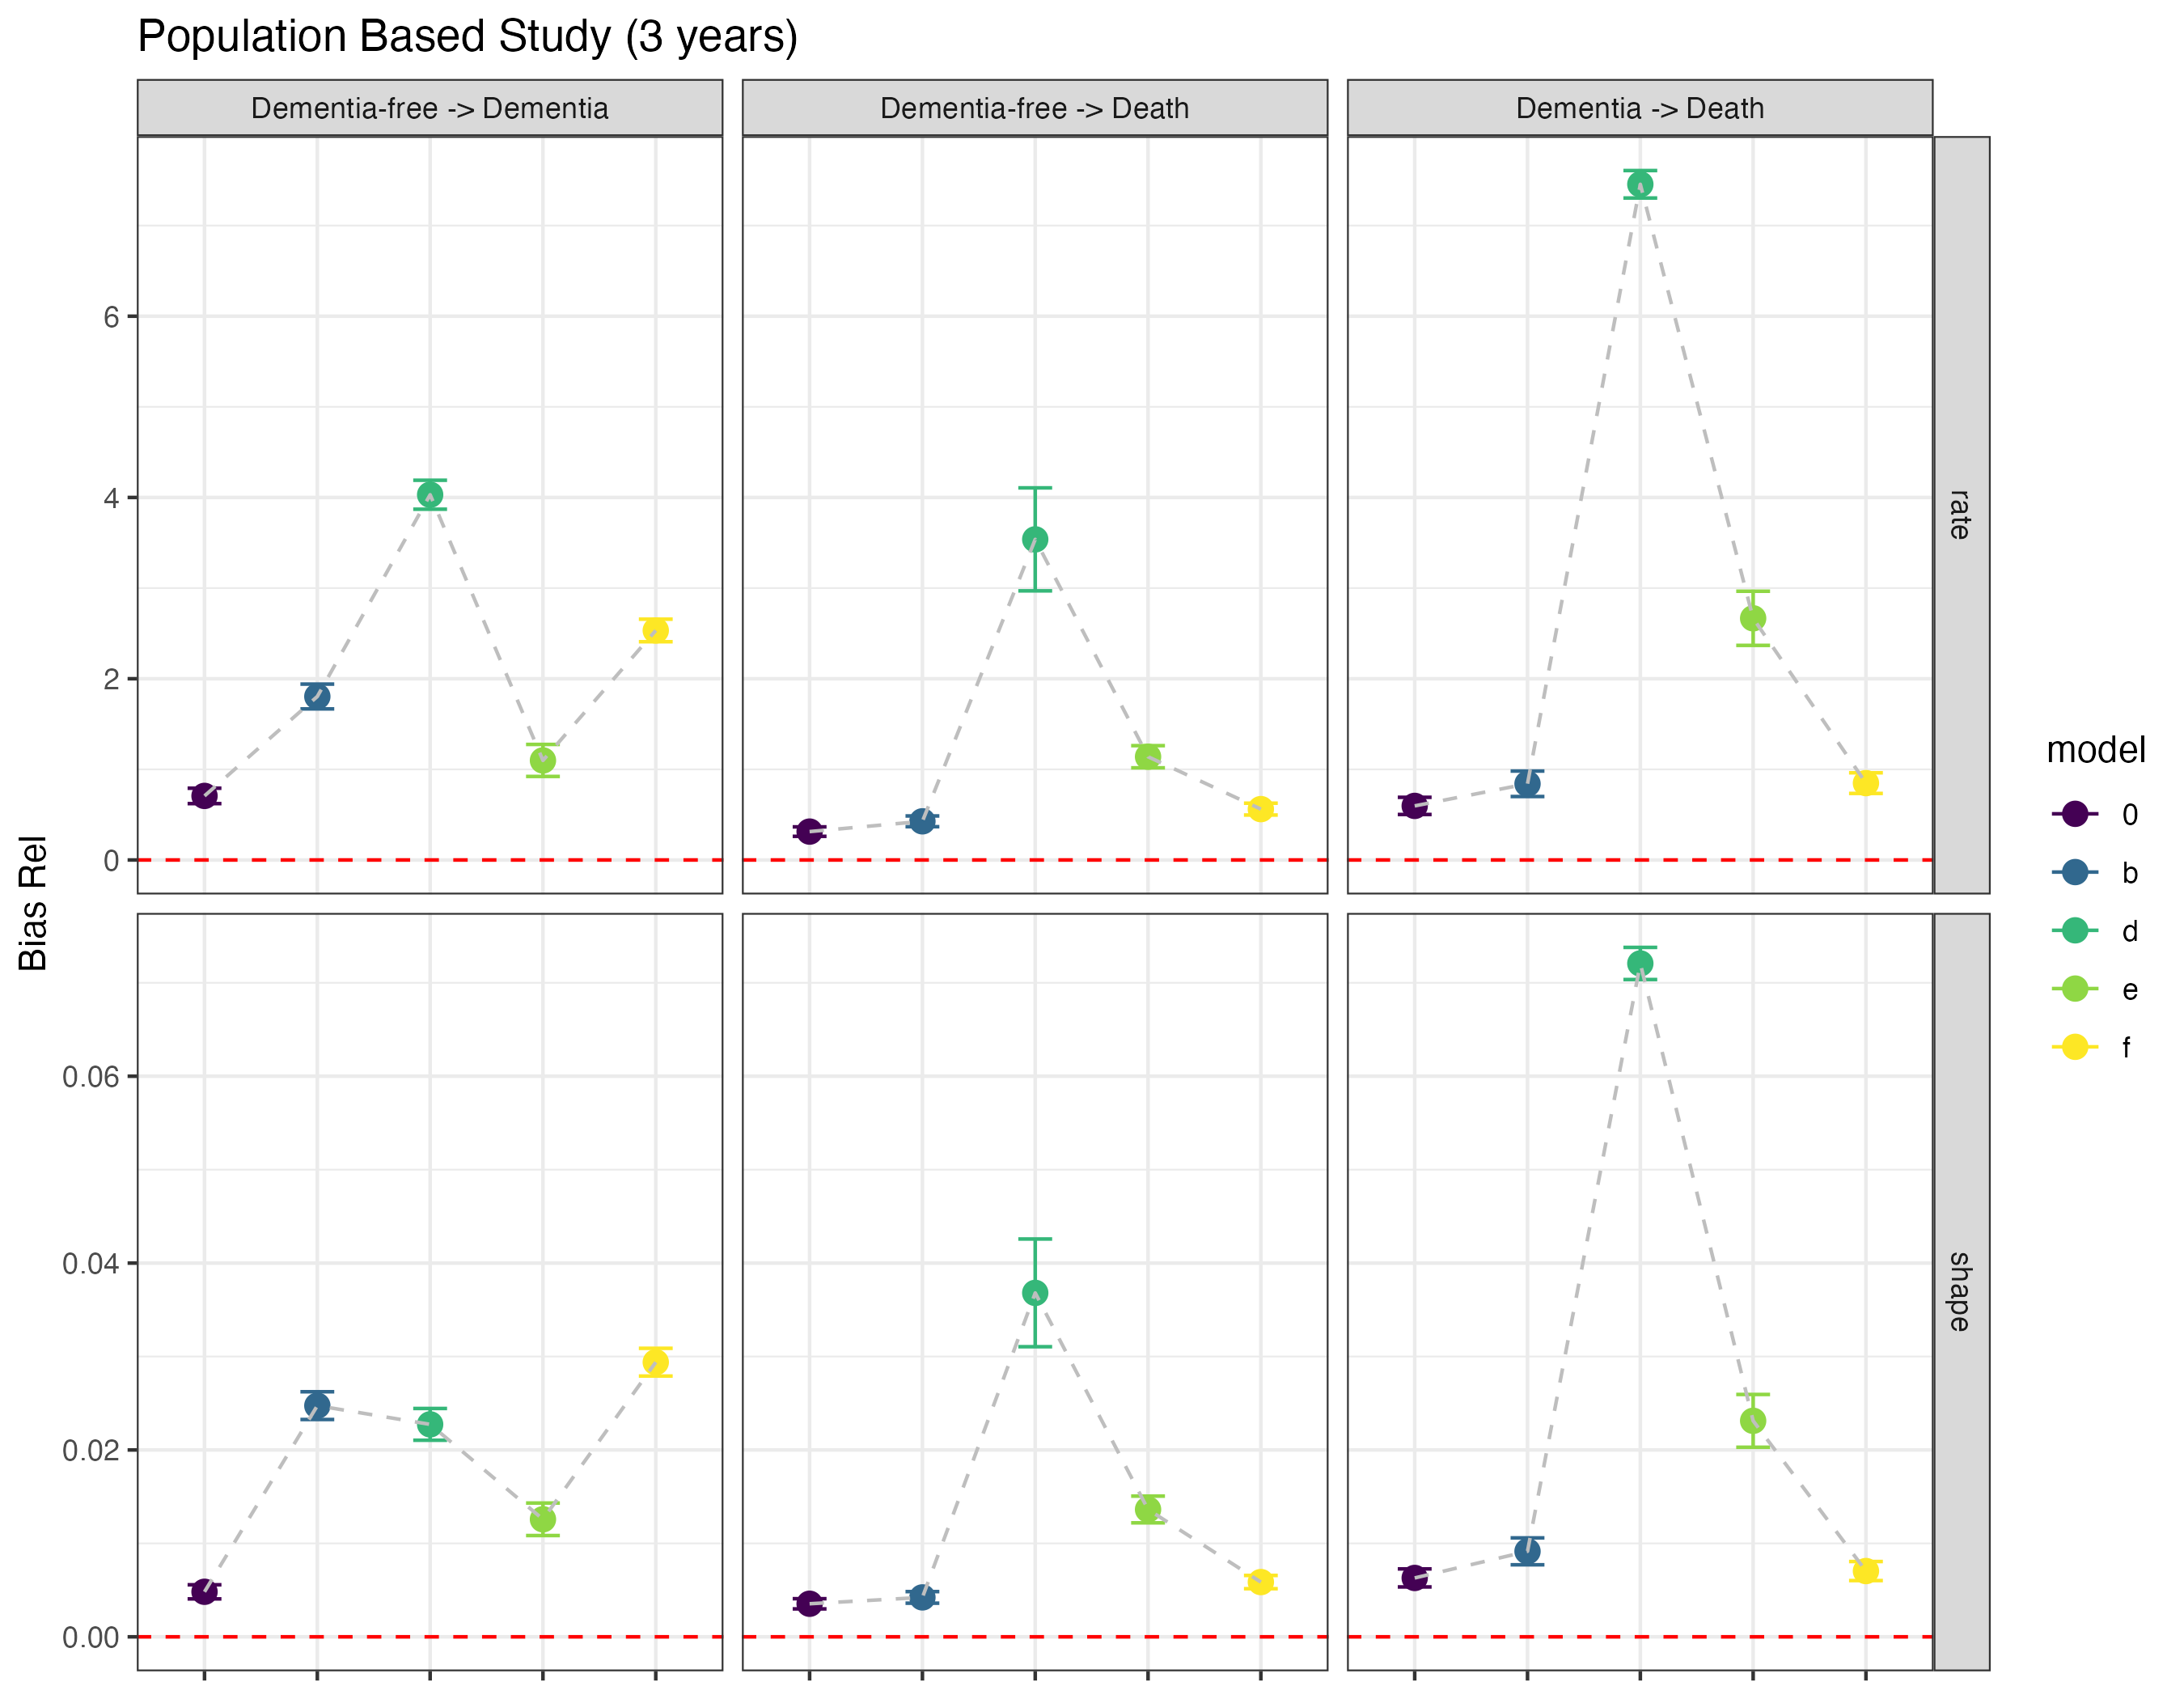 Population Based Study (3 years)
Dementia-free -> Dementia
Dementia-free -> Death
Dementia -> Death
6
4
2
0
rate
Bias Rel
0.06
0.04
0.02
0.00
shape
model
0
b
d
e
f